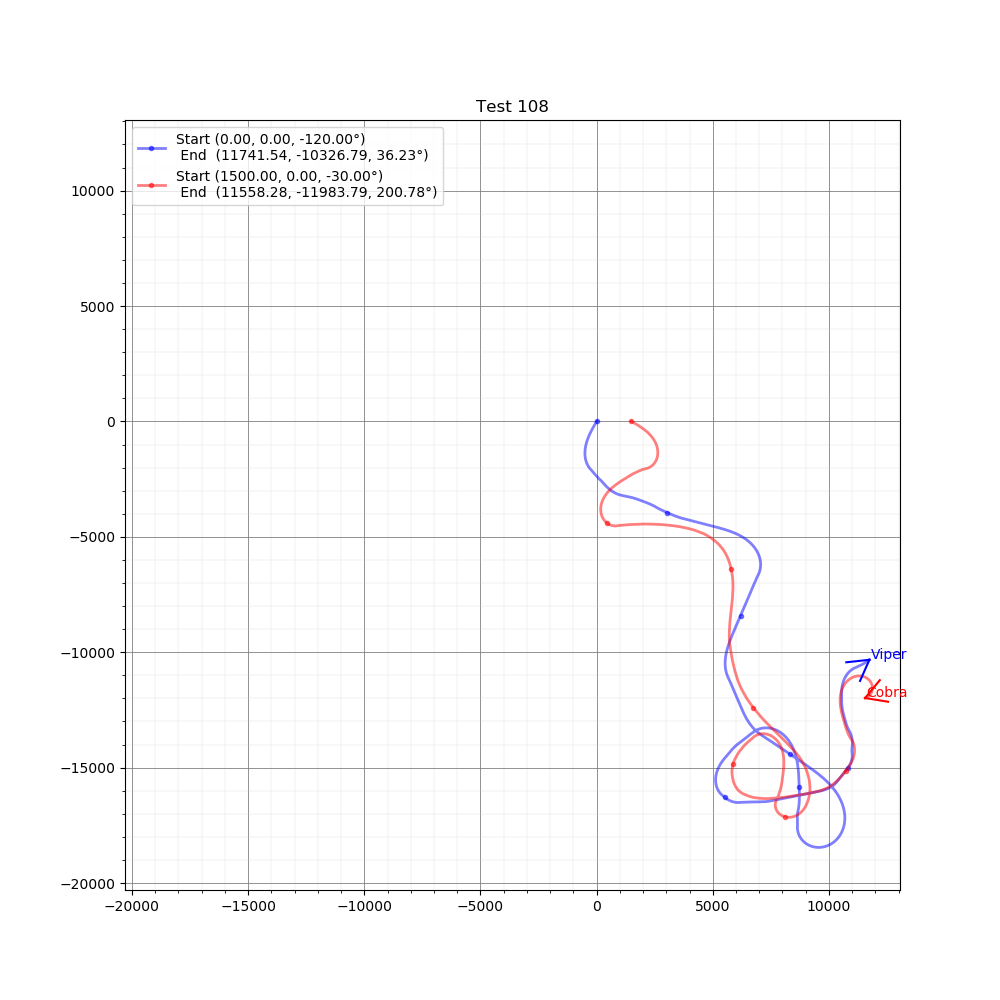 Test 108
Start (0.00, 0.00, -120.00°)
End (11741.54, -10326.79, 36.23°)
Start (1500.00, 0.00, -30.00°)
End (11558.28, -11983.79, 200.78°)
10000
5000
0
−5000
−10000
−15000
−20000
Viper
Cobra
−20000 −15000 −10000 −5000 0 5000 10000